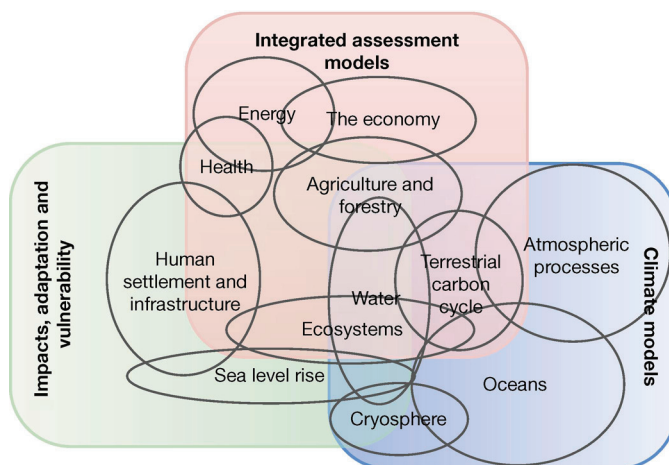 Integrated assessment
models
Energy
The economy
Health
Agriculture and
forestry
Impacts, adaptation and
vulnerability
Human
settlement and
infrastructure
Water
Terrestrial
carbon
cycle
Atmospheric
processes
Climate models
Ecosystems
Sea level rise
Oceans
Cryosphere